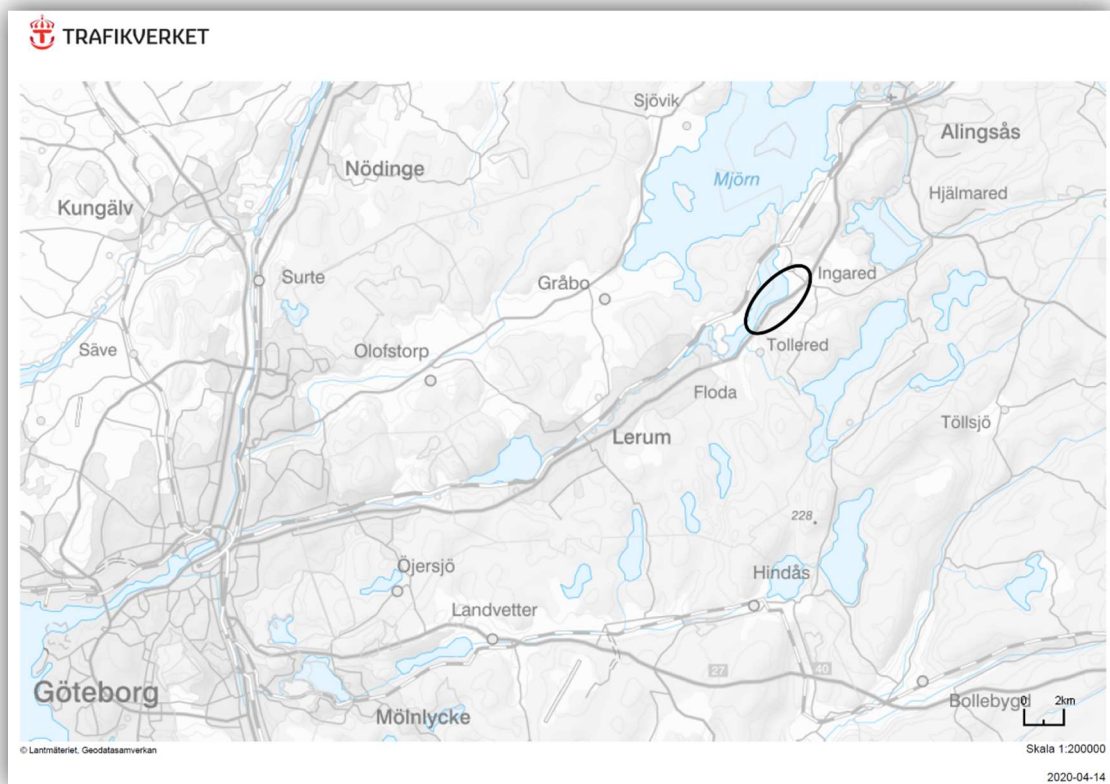 TRAFIKVERKET
Sjövik
Alingsås
Nödinge
Mjörn
Hjälmared
Kungälv
Surte
Gråbo
Ingared
Säve
Olofstorp
Tollered
Floda
Töllsjö
Lerum
228
Öjersjö
Hindås
Landvetter
27
40
Göteborg
Mölnlycke
Bollebygd
0 2km
© Lantmäteriet, Geodatasamverkan
Skala 1:200000
2020-04-14